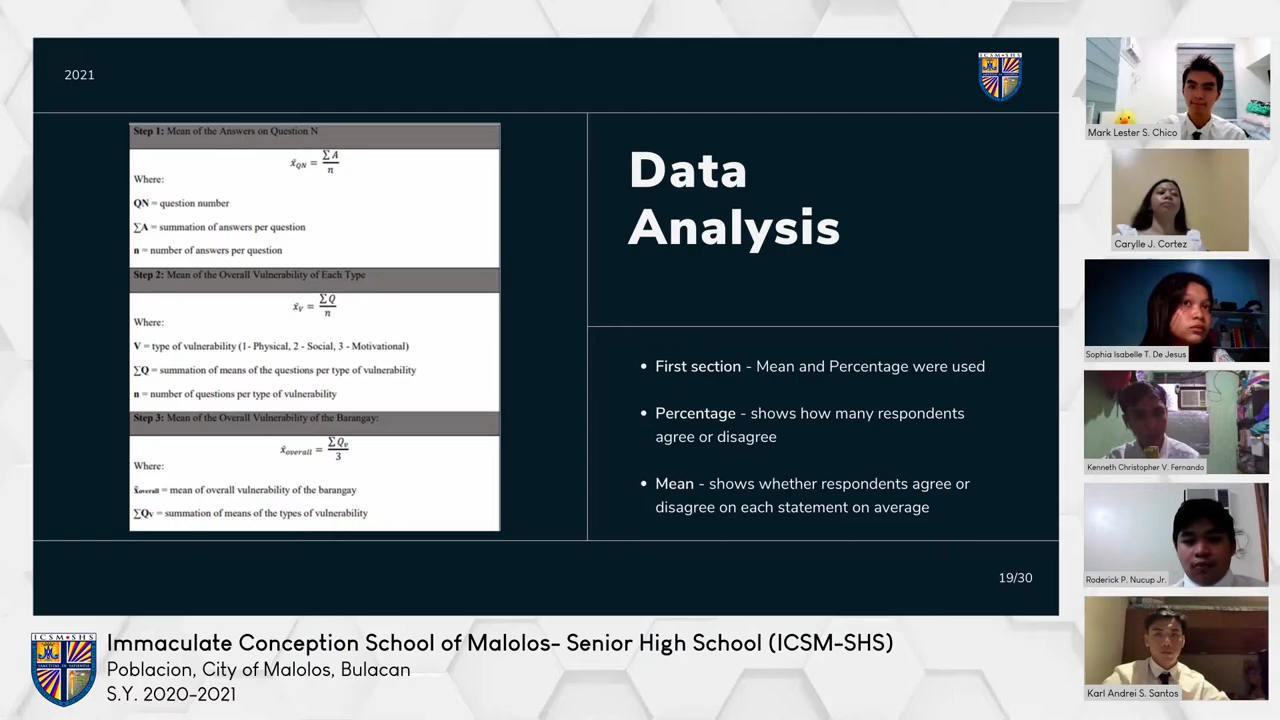 2021
ICSM-SHS
Step 1: Mean of the Answers on Question N
x̄QN = ∑A / n
Where:
QN = question number
∑A = summation of answers per question
n = number of answers per question
Step 2: Mean of the Overall Vulnerability of Each Type
x̄V = ∑Q / n
Where:
V = type of vulnerability (1- Physical, 2 - Social, 3 - Motivational)
∑Q = summation of means of the questions per type of vulnerability
n = number of questions per type of vulnerability
Step 3: Mean of the Overall Vulnerability of the Barangay:
x̄overall = ∑Qv / 3
Where:
x̄overall = mean of overall vulnerability of the barangay
∑Qv = summation of means of the types of vulnerability
Data
Analysis
• First section - Mean and Percentage were used
• Percentage - shows how many respondents
agree or disagree
• Mean - shows whether respondents agree or
disagree on each statement on average
19/30
Mark Lester S. Chico
Carylle J. Cortez
Sophia Isabelle T. De Jesus
Kenneth Christopher V. Fernando
Roderick P. Nucup Jr.
Karl Andrei S. Santos
ICSM-SHS
Immaculate Conception School of Malolos- Senior High School (ICSM-SHS)
Poblacion, City of Malolos, Bulacan
S.Y. 2020-2021